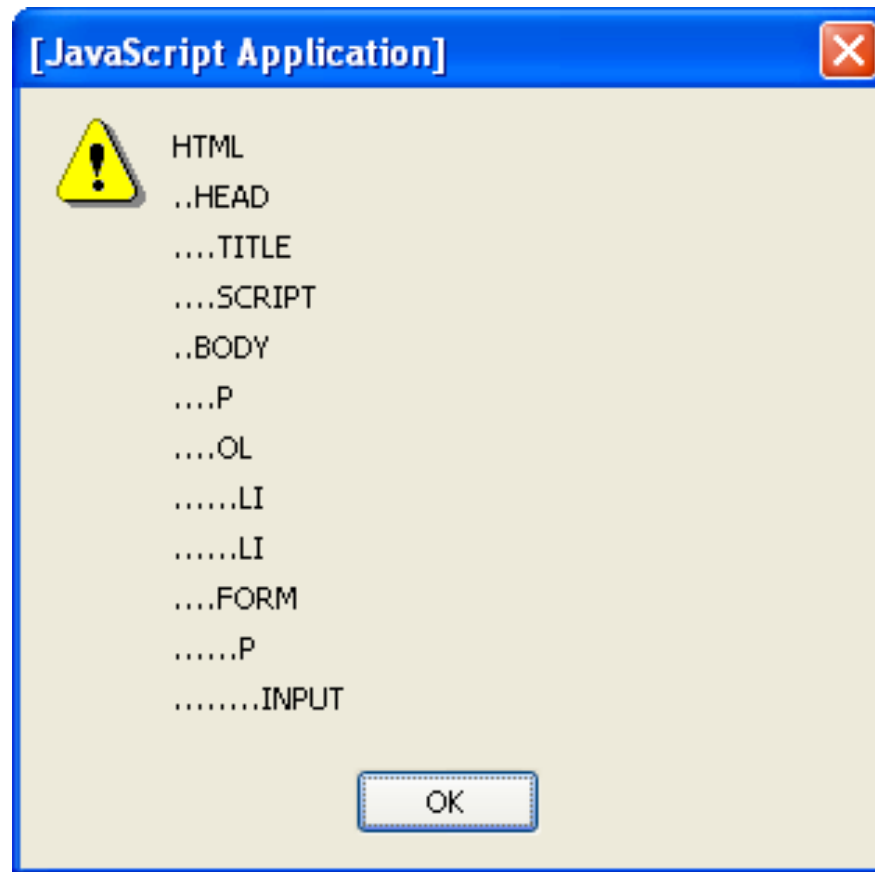 [JavaScript Application]
HTML
..HEAD
....TITLE
....SCRIPT
..BODY
....P
....OL
......LI
......LI
....FORM
......P
........INPUT
OK